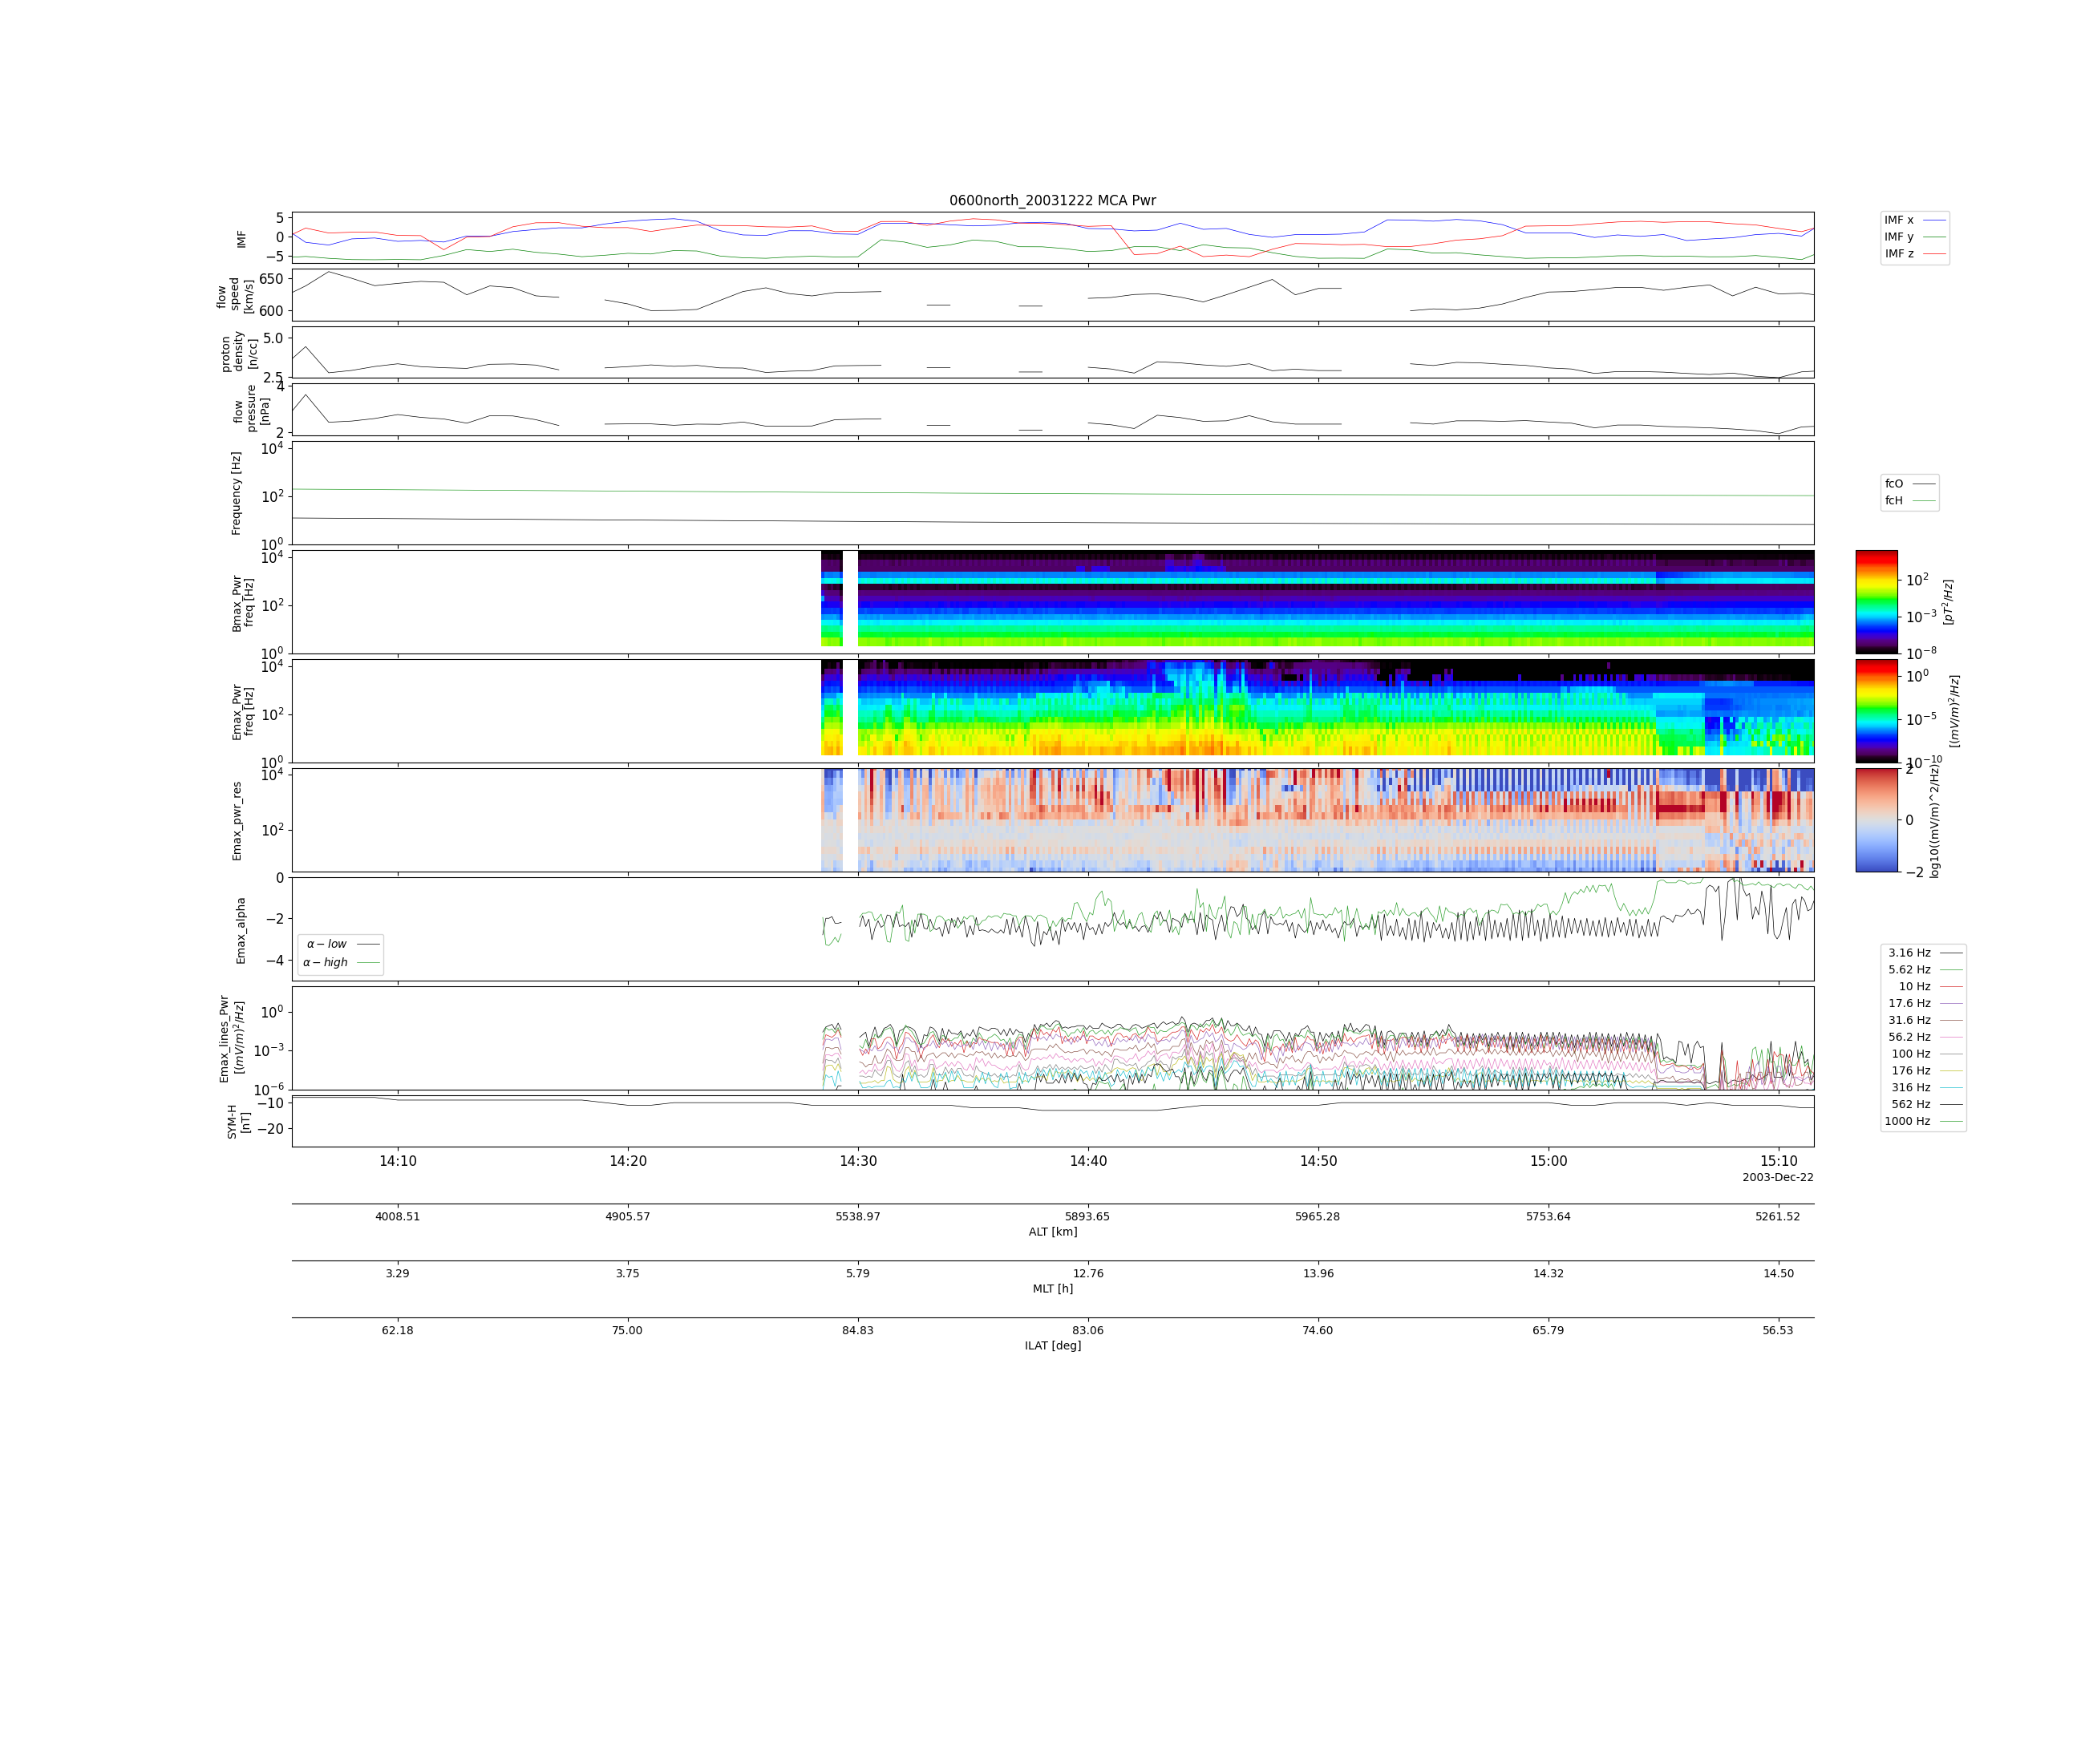 0600north_20031222 MCA Pwr
5
0
−5
IMF
IMF x
IMF y
IMF z
650
600
flow
speed
[km/s]
5.0
2.5
proton
density
[n/cc]
4
2
flow
pressure
[nPa]
10^4
10^2
10^0
Frequency [Hz]
fcO
fcH
10^4
10^2
10^0
Bmax_Pwr
freq [Hz]
10^2
10^−3
10^−8
[pT^2/Hz]
10^4
10^2
10^0
Emax_Pwr
freq [Hz]
10^0
10^−5
10^−10
[(mV/m)^2/Hz]
10^4
10^2
Emax_pwr_res
2
0
−2
log10((mV/m)^2/Hz)
0
−2
−4
Emax_alpha
α − low
α − high
10^0
10^−3
10^−6
Emax_lines_Pwr
[(mV/m)^2/Hz]
3.16 Hz
5.62 Hz
10 Hz
17.6 Hz
31.6 Hz
56.2 Hz
100 Hz
176 Hz
316 Hz
562 Hz
1000 Hz
−10
−20
SYM-H
[nT]
14:10 14:20 14:30 14:40 14:50 15:00 15:10
2003-Dec-22
4008.51 4905.57 5538.97 5893.65 5965.28 5753.64 5261.52
ALT [km]
3.29 3.75 5.79 12.76 13.96 14.32 14.50
MLT [h]
62.18 75.00 84.83 83.06 74.60 65.79 56.53
ILAT [deg]